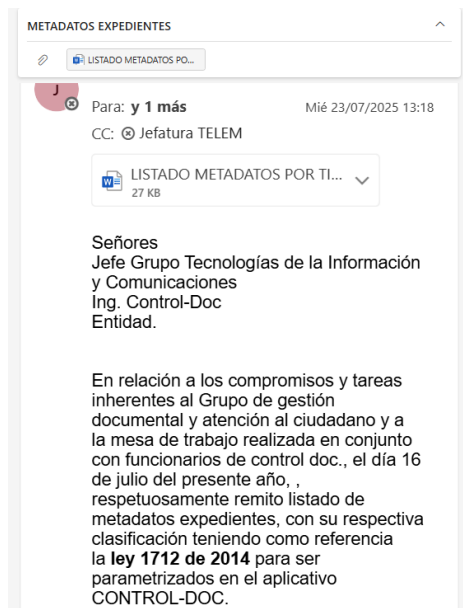 METADATOS EXPEDIENTES
LISTADO METADATOS PO...
J
Para: y 1 más
Mié 23/07/2025 13:18
CC: Jefatura TELEM
LISTADO METADATOS POR TI...
27 KB
Señores
Jefe Grupo Tecnologías de la Información
y Comunicaciones
Ing. Control-Doc
Entidad.
En relación a los compromisos y tareas
inherentes al Grupo de gestión
documental y atención al ciudadano y a
la mesa de trabajo realizada en conjunto
con funcionarios de control doc., el día 16
de julio del presente año, ,
respetuosamente remito listado de
metadatos expedientes, con su respectiva
clasificación teniendo como referencia
la ley 1712 de 2014 para ser
parametrizados en el aplicativo
CONTROL-DOC.